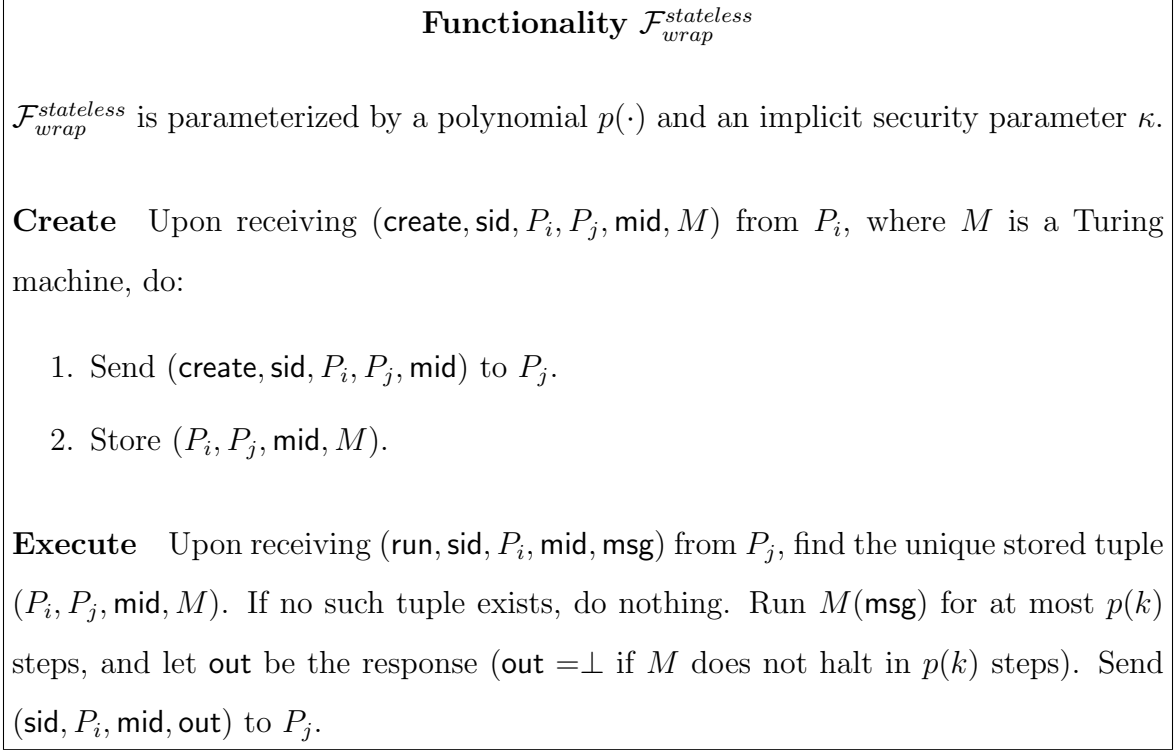 Functionality $\mathcal{F}_{wrap}^{stateless}$
$\mathcal{F}_{wrap}^{stateless}$ is parameterized by a polynomial $p(\cdot)$ and an implicit security parameter $\kappa$.
Create Upon receiving (create, sid, $P_i$, $P_j$, mid, $M$) from $P_i$, where $M$ is a Turing
machine, do:
1. Send (create, sid, $P_i$, $P_j$, mid) to $P_j$.
2. Store ($P_i$, $P_j$, mid, $M$).
Execute Upon receiving (run, sid, $P_i$, mid, msg) from $P_j$, find the unique stored tuple
($P_i$, $P_j$, mid, $M$). If no such tuple exists, do nothing. Run $M$(msg) for at most $p(k)$
steps, and let out be the response (out =⊥ if $M$ does not halt in $p(k)$ steps). Send
(sid, $P_i$, mid, out) to $P_j$.